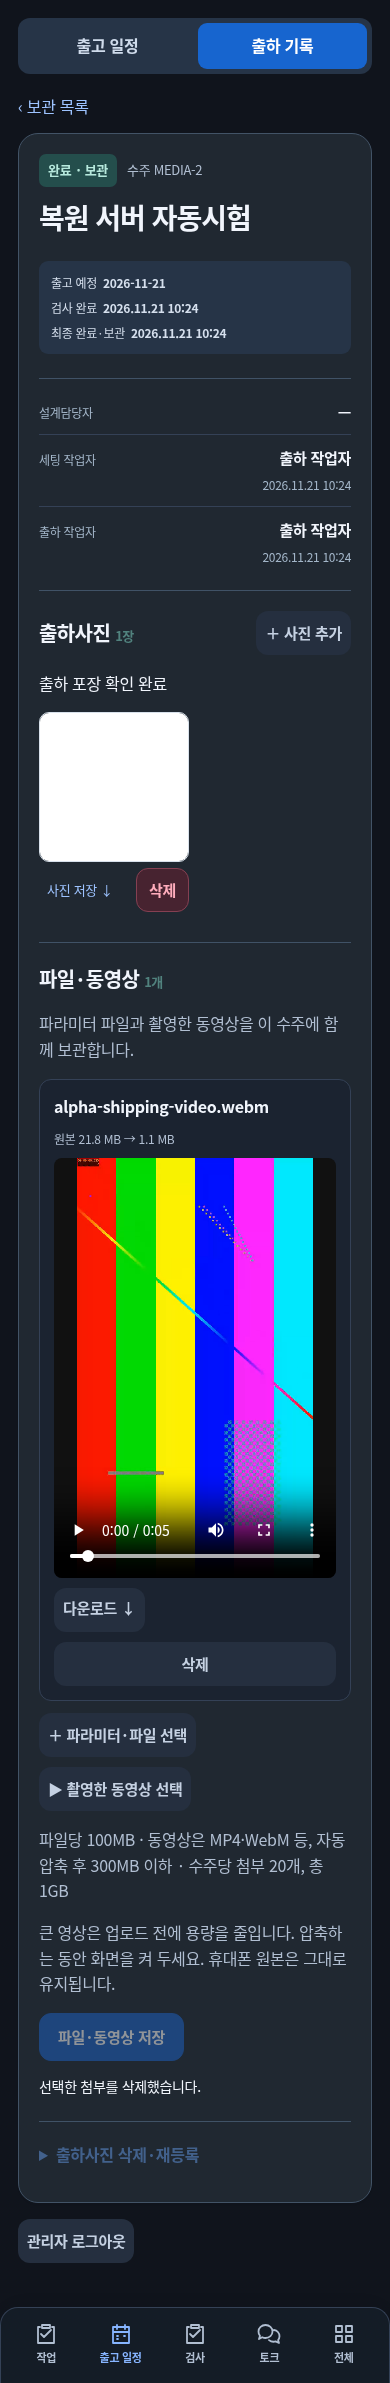 출고 일정
출하 기록
‹ 보관 목록
완료 · 보관
수주 MEDIA-2
복원 서버 자동시험
출고 예정 2026-11-21
검사 완료 2026.11.21 10:24
최종 완료·보관 2026.11.21 10:24
설계담당자
—
세팅 작업자
출하 작업자
2026.11.21 10:24
출하 작업자
출하 작업자
2026.11.21 10:24
출하사진 1장
+ 사진 추가
출하 포장 확인 완료
사진 저장 ↓
삭제
파일·동영상 1개
파라미터 파일과 촬영한 동영상을 이 수주에 함
께 보관합니다.
alpha-shipping-video.webm
원본 21.8 MB → 1.1 MB
0:00 / 0:05
다운로드 ↓
삭제
+ 파라미터·파일 선택
▶ 촬영한 동영상 선택
파일당 100MB · 동영상은 MP4·WebM 등, 자동
압축 후 300MB 이하 · 수주당 첨부 20개, 총
1GB
큰 영상은 업로드 전에 용량을 줄입니다. 압축하
는 동안 화면을 켜 두세요. 휴대폰 원본은 그대로
유지됩니다.
파일·동영상 저장
선택한 첨부를 삭제했습니다.
▶ 출하사진 삭제·재등록
관리자 로그아웃
작업
출고 일정
검사
토크
전체